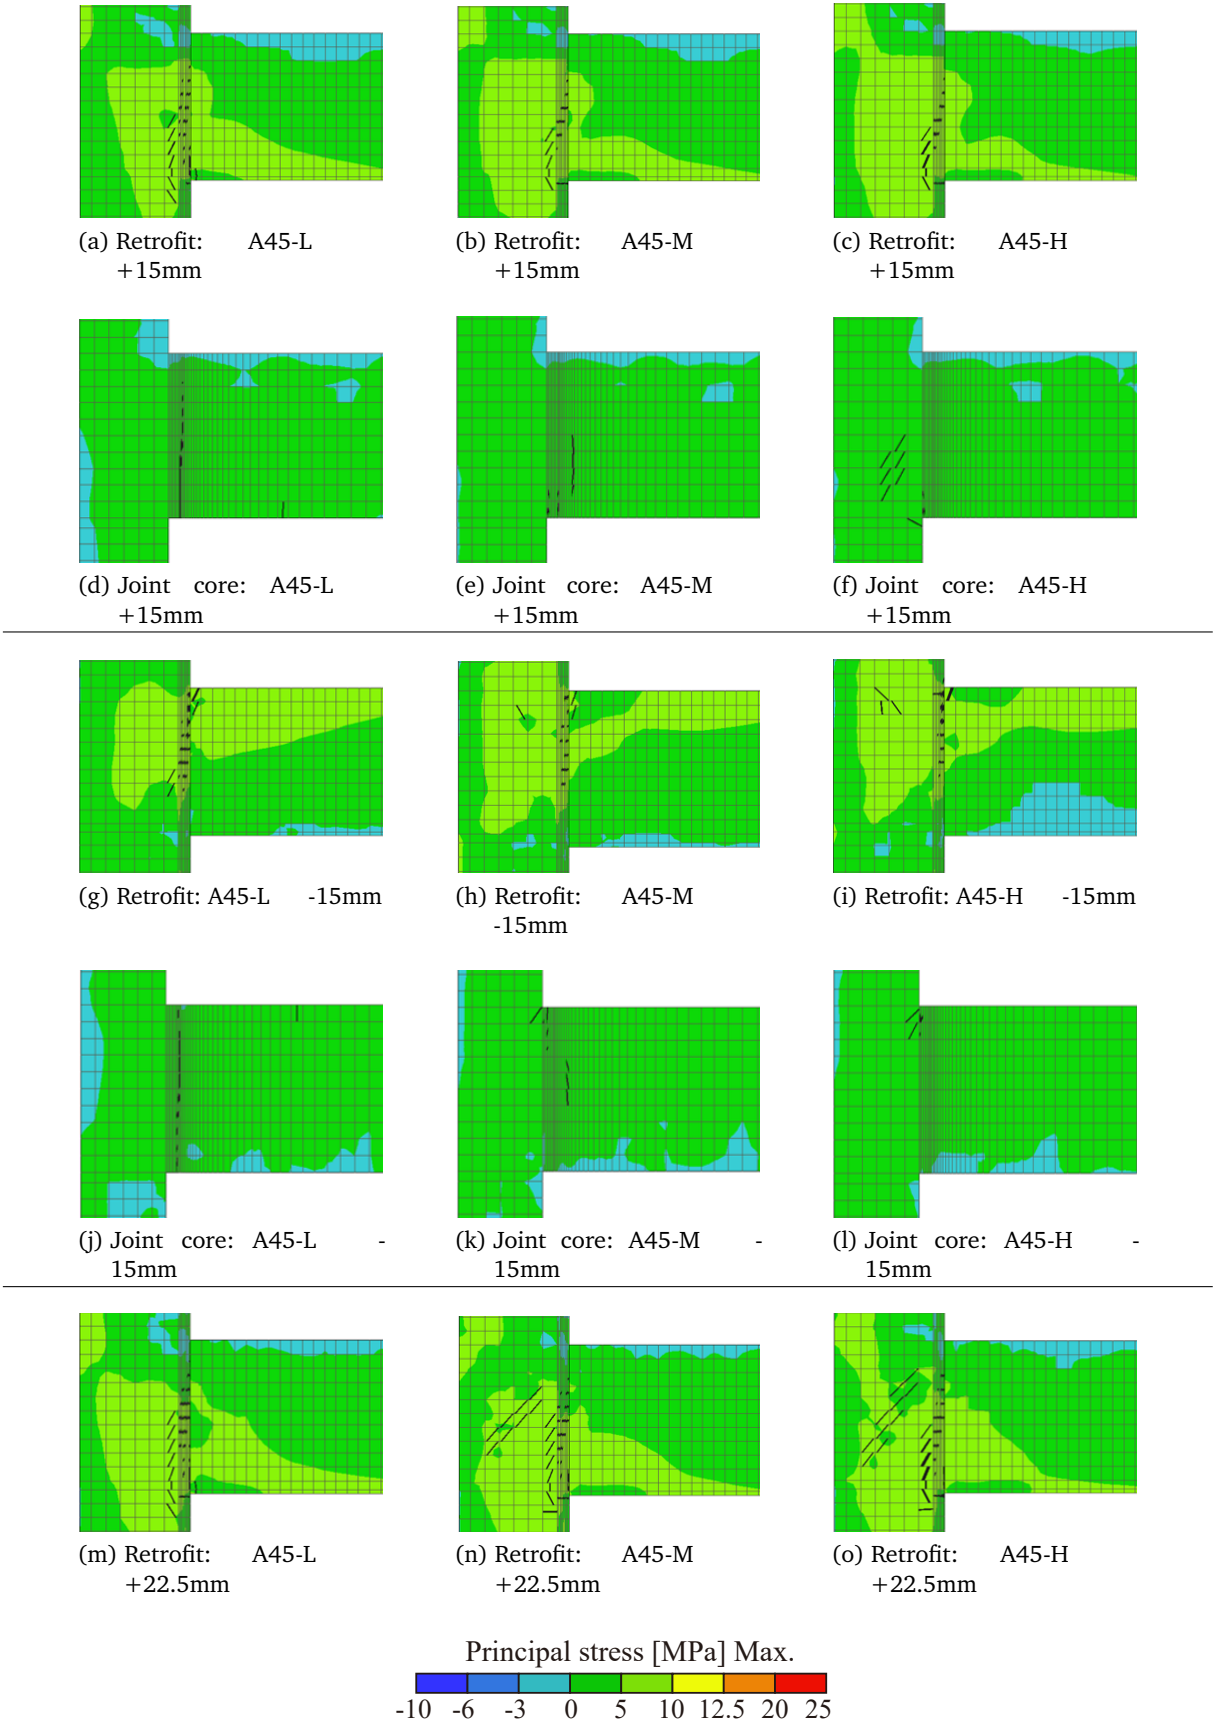 (a) Retrofit: A45-L
+15mm
(b) Retrofit: A45-M
+15mm
(c) Retrofit: A45-H
+15mm
(d) Joint core: A45-L
+15mm
(e) Joint core: A45-M
+15mm
(f) Joint core: A45-H
+15mm
(g) Retrofit: A45-L -15mm
(h) Retrofit: A45-M
-15mm
(i) Retrofit: A45-H -15mm
(j) Joint core: A45-L -
15mm
(k) Joint core: A45-M -
15mm
(l) Joint core: A45-H -
15mm
(m) Retrofit: A45-L
+22.5mm
(n) Retrofit: A45-M
+22.5mm
(o) Retrofit: A45-H
+22.5mm
Principal stress [MPa] Max.
-10 -6 -3 0 5 10 12.5 20 25